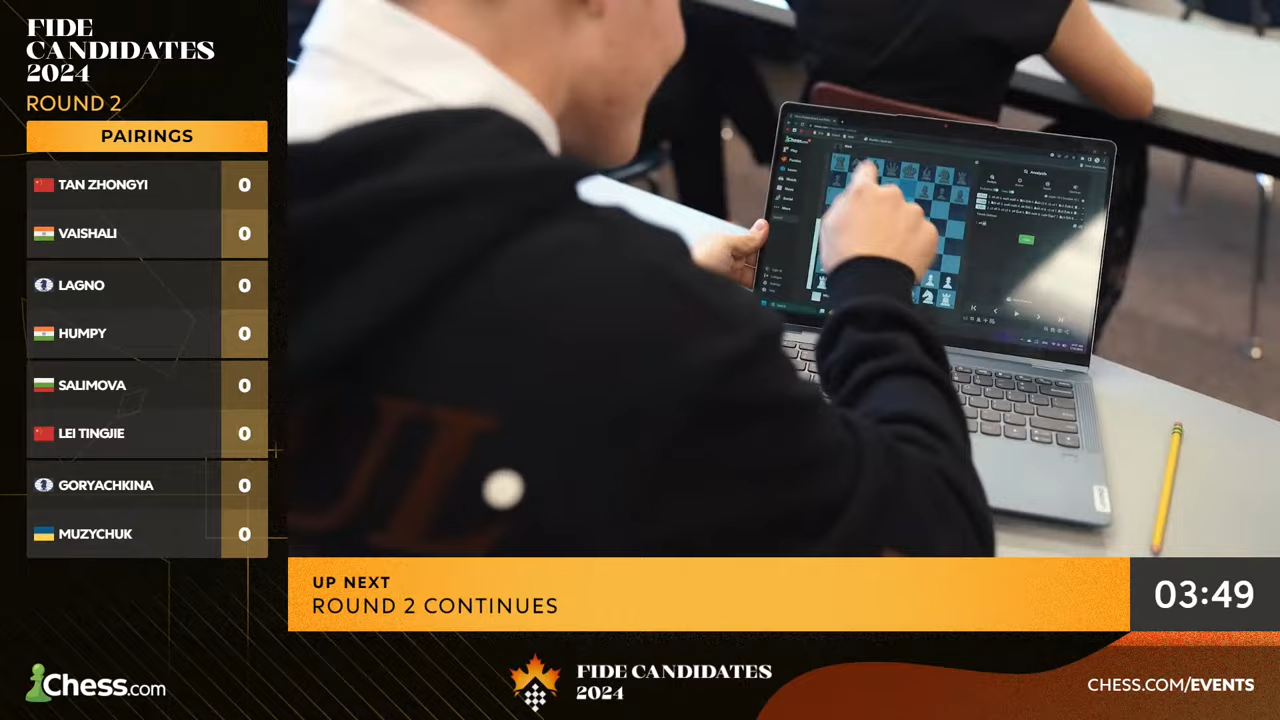 FIDE
CANDIDATES
2024
ROUND 2
PAIRINGS
TAN ZHONGYI 0
VAISHALI 0
LAGNO 0
HUMPY 0
SALIMOVA 0
LEI TINGJIE 0
GORYACHKINA 0
MUZYCHUK 0
UP NEXT
ROUND 2 CONTINUES
03:49
Chess.com
FIDE CANDIDATES
2024
CHESS.COM/EVENTS